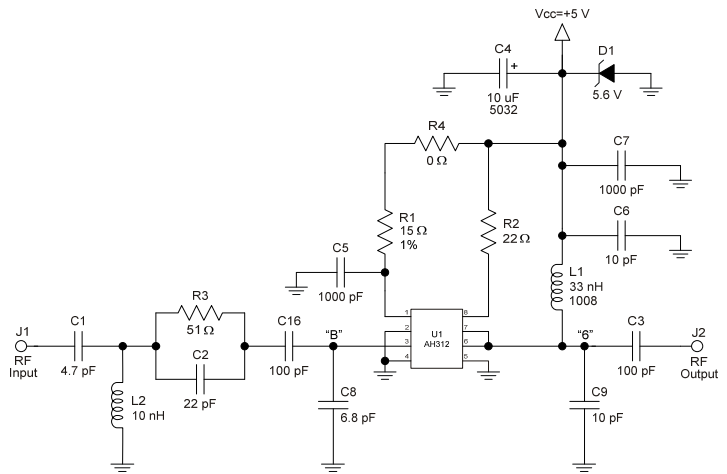 Vcc=+5 V
C4
+
10 uF
5032
D1
5.6 V
R4
0 Ω
C7
1000 pF
R1
15 Ω
1%
R2
22 Ω
C6
10 pF
C5
1000 pF
L1
33 nH
1008
R3
51 Ω
J1
RF
Input
C1
4.7 pF
C2
22 pF
C16
100 pF
"B"
1
2
3
4
U1
AH312
8
7
6
5
"6"
C3
100 pF
J2
RF
Output
L2
10 nH
C8
6.8 pF
C9
10 pF